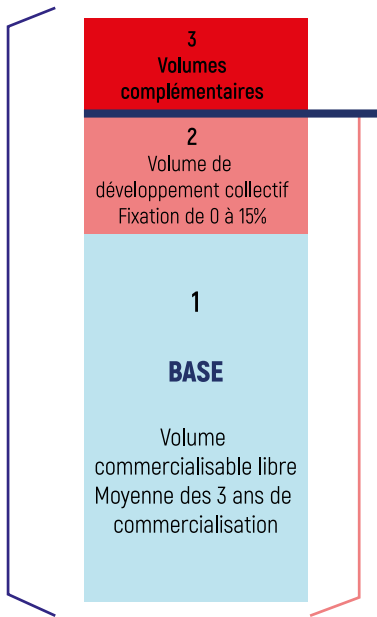 3
Volumes
complémentaires
2
Volume de
développement collectif
Fixation de 0 à 15%
1
BASE
Volume
commercialisable libre
Moyenne des 3 ans de
commercialisation